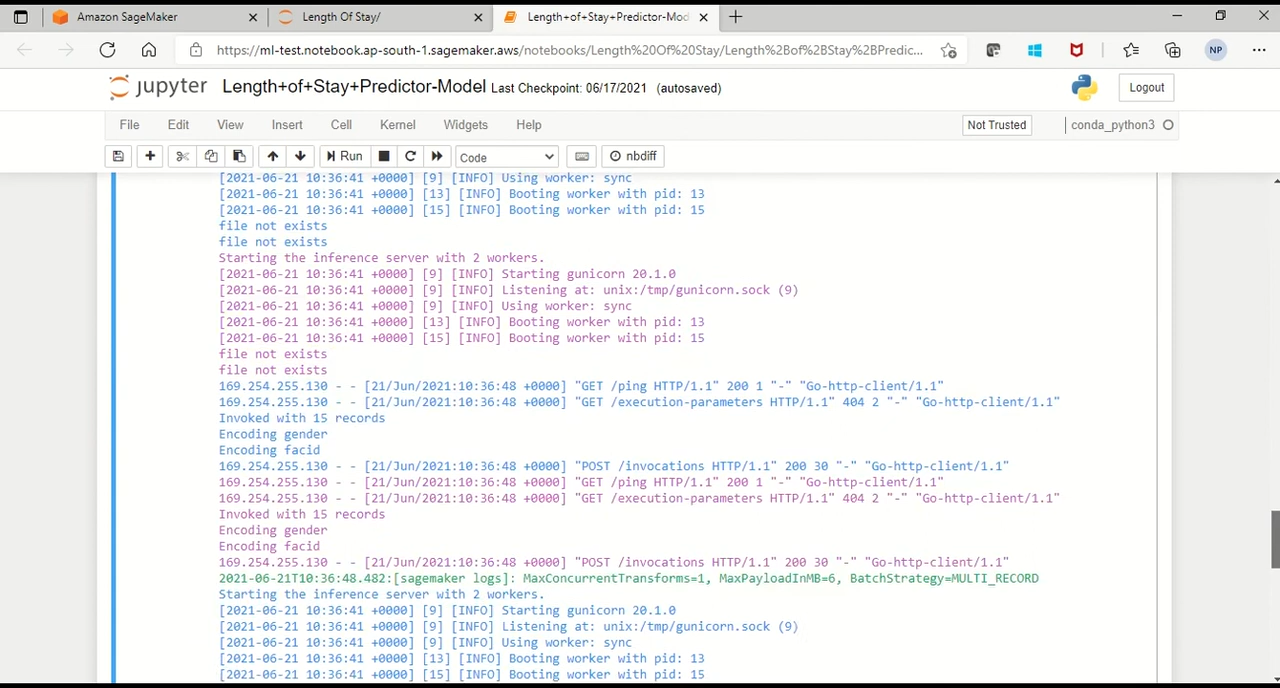 Amazon SageMaker
Length Of Stay/
Length+of+Stay+Predictor-Mod
https://ml-test.notebook.ap-south-1.sagemaker.aws/notebooks/Length%20Of%20Stay/Length%2Bof%2BStay%2BPredic...
NP
jupyter Length+of+Stay+Predictor-Model Last Checkpoint: 06/17/2021 (autosaved)
Logout
File Edit View Insert Cell Kernel Widgets Help
Not Trusted
conda_python3
Run
Code
nbdiff
[2021-06-21 10:36:41 +0000] [9] [INFO] Using worker: sync
[2021-06-21 10:36:41 +0000] [13] [INFO] Booting worker with pid: 13
[2021-06-21 10:36:41 +0000] [15] [INFO] Booting worker with pid: 15
file not exists
file not exists
Starting the inference server with 2 workers.
[2021-06-21 10:36:41 +0000] [9] [INFO] Starting gunicorn 20.1.0
[2021-06-21 10:36:41 +0000] [9] [INFO] Listening at: unix:/tmp/gunicorn.sock (9)
[2021-06-21 10:36:41 +0000] [9] [INFO] Using worker: sync
[2021-06-21 10:36:41 +0000] [13] [INFO] Booting worker with pid: 13
[2021-06-21 10:36:41 +0000] [15] [INFO] Booting worker with pid: 15
file not exists
file not exists
169.254.255.130 - - [21/Jun/2021:10:36:48 +0000] "GET /ping HTTP/1.1" 200 1 "-" "Go-http-client/1.1"
169.254.255.130 - - [21/Jun/2021:10:36:48 +0000] "GET /execution-parameters HTTP/1.1" 404 2 "-" "Go-http-client/1.1"
Invoked with 15 records
Encoding gender
Encoding facid
169.254.255.130 - - [21/Jun/2021:10:36:48 +0000] "POST /invocations HTTP/1.1" 200 30 "-" "Go-http-client/1.1"
169.254.255.130 - - [21/Jun/2021:10:36:48 +0000] "GET /ping HTTP/1.1" 200 1 "-" "Go-http-client/1.1"
169.254.255.130 - - [21/Jun/2021:10:36:48 +0000] "GET /execution-parameters HTTP/1.1" 404 2 "-" "Go-http-client/1.1"
Invoked with 15 records
Encoding gender
Encoding facid
169.254.255.130 - - [21/Jun/2021:10:36:48 +0000] "POST /invocations HTTP/1.1" 200 30 "-" "Go-http-client/1.1"
2021-06-21T10:36:48.482:[sagemaker logs]: MaxConcurrentTransforms=1, MaxPayloadInMB=6, BatchStrategy=MULTI_RECORD
Starting the inference server with 2 workers.
[2021-06-21 10:36:41 +0000] [9] [INFO] Starting gunicorn 20.1.0
[2021-06-21 10:36:41 +0000] [9] [INFO] Listening at: unix:/tmp/gunicorn.sock (9)
[2021-06-21 10:36:41 +0000] [9] [INFO] Using worker: sync
[2021-06-21 10:36:41 +0000] [13] [INFO] Booting worker with pid: 13
[2021-06-21 10:36:41 +0000] [15] [INFO] Booting worker with pid: 15